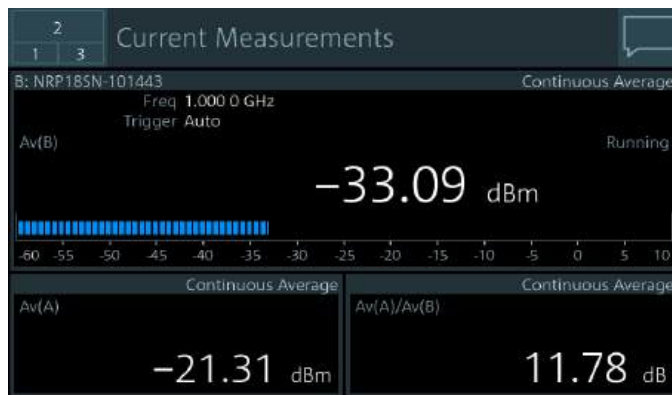 2
1 3
Current Measurements
B: NRP18SN-101443 Continuous Average
Freq 1.000 0 GHz
Trigger Auto
Av(B) Running
-33.09 dBm
-60 -55 -50 -45 -40 -35 -30 -25 -20 -15 -10 -5 0 5 10
Continuous Average
Av(A)
-21.31 dBm
Continuous Average
Av(A)/Av(B)
11.78 dB